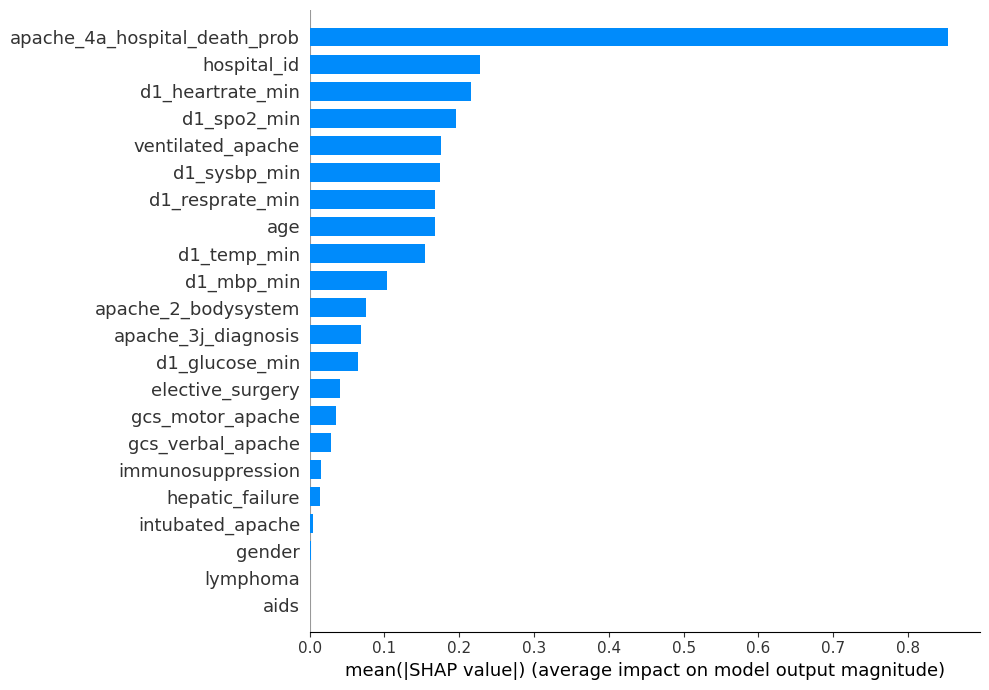 apache_4a_hospital_death_prob
hospital_id
d1_heartrate_min
d1_spo2_min
ventilated_apache
d1_sysbp_min
d1_resprate_min
age
d1_temp_min
d1_mbp_min
apache_2_bodysystem
apache_3j_diagnosis
d1_glucose_min
elective_surgery
gcs_motor_apache
gcs_verbal_apache
immunosuppression
hepatic_failure
intubated_apache
gender
lymphoma
aids
0.0 0.1 0.2 0.3 0.4 0.5 0.6 0.7 0.8
mean(|SHAP value|) (average impact on model output magnitude)